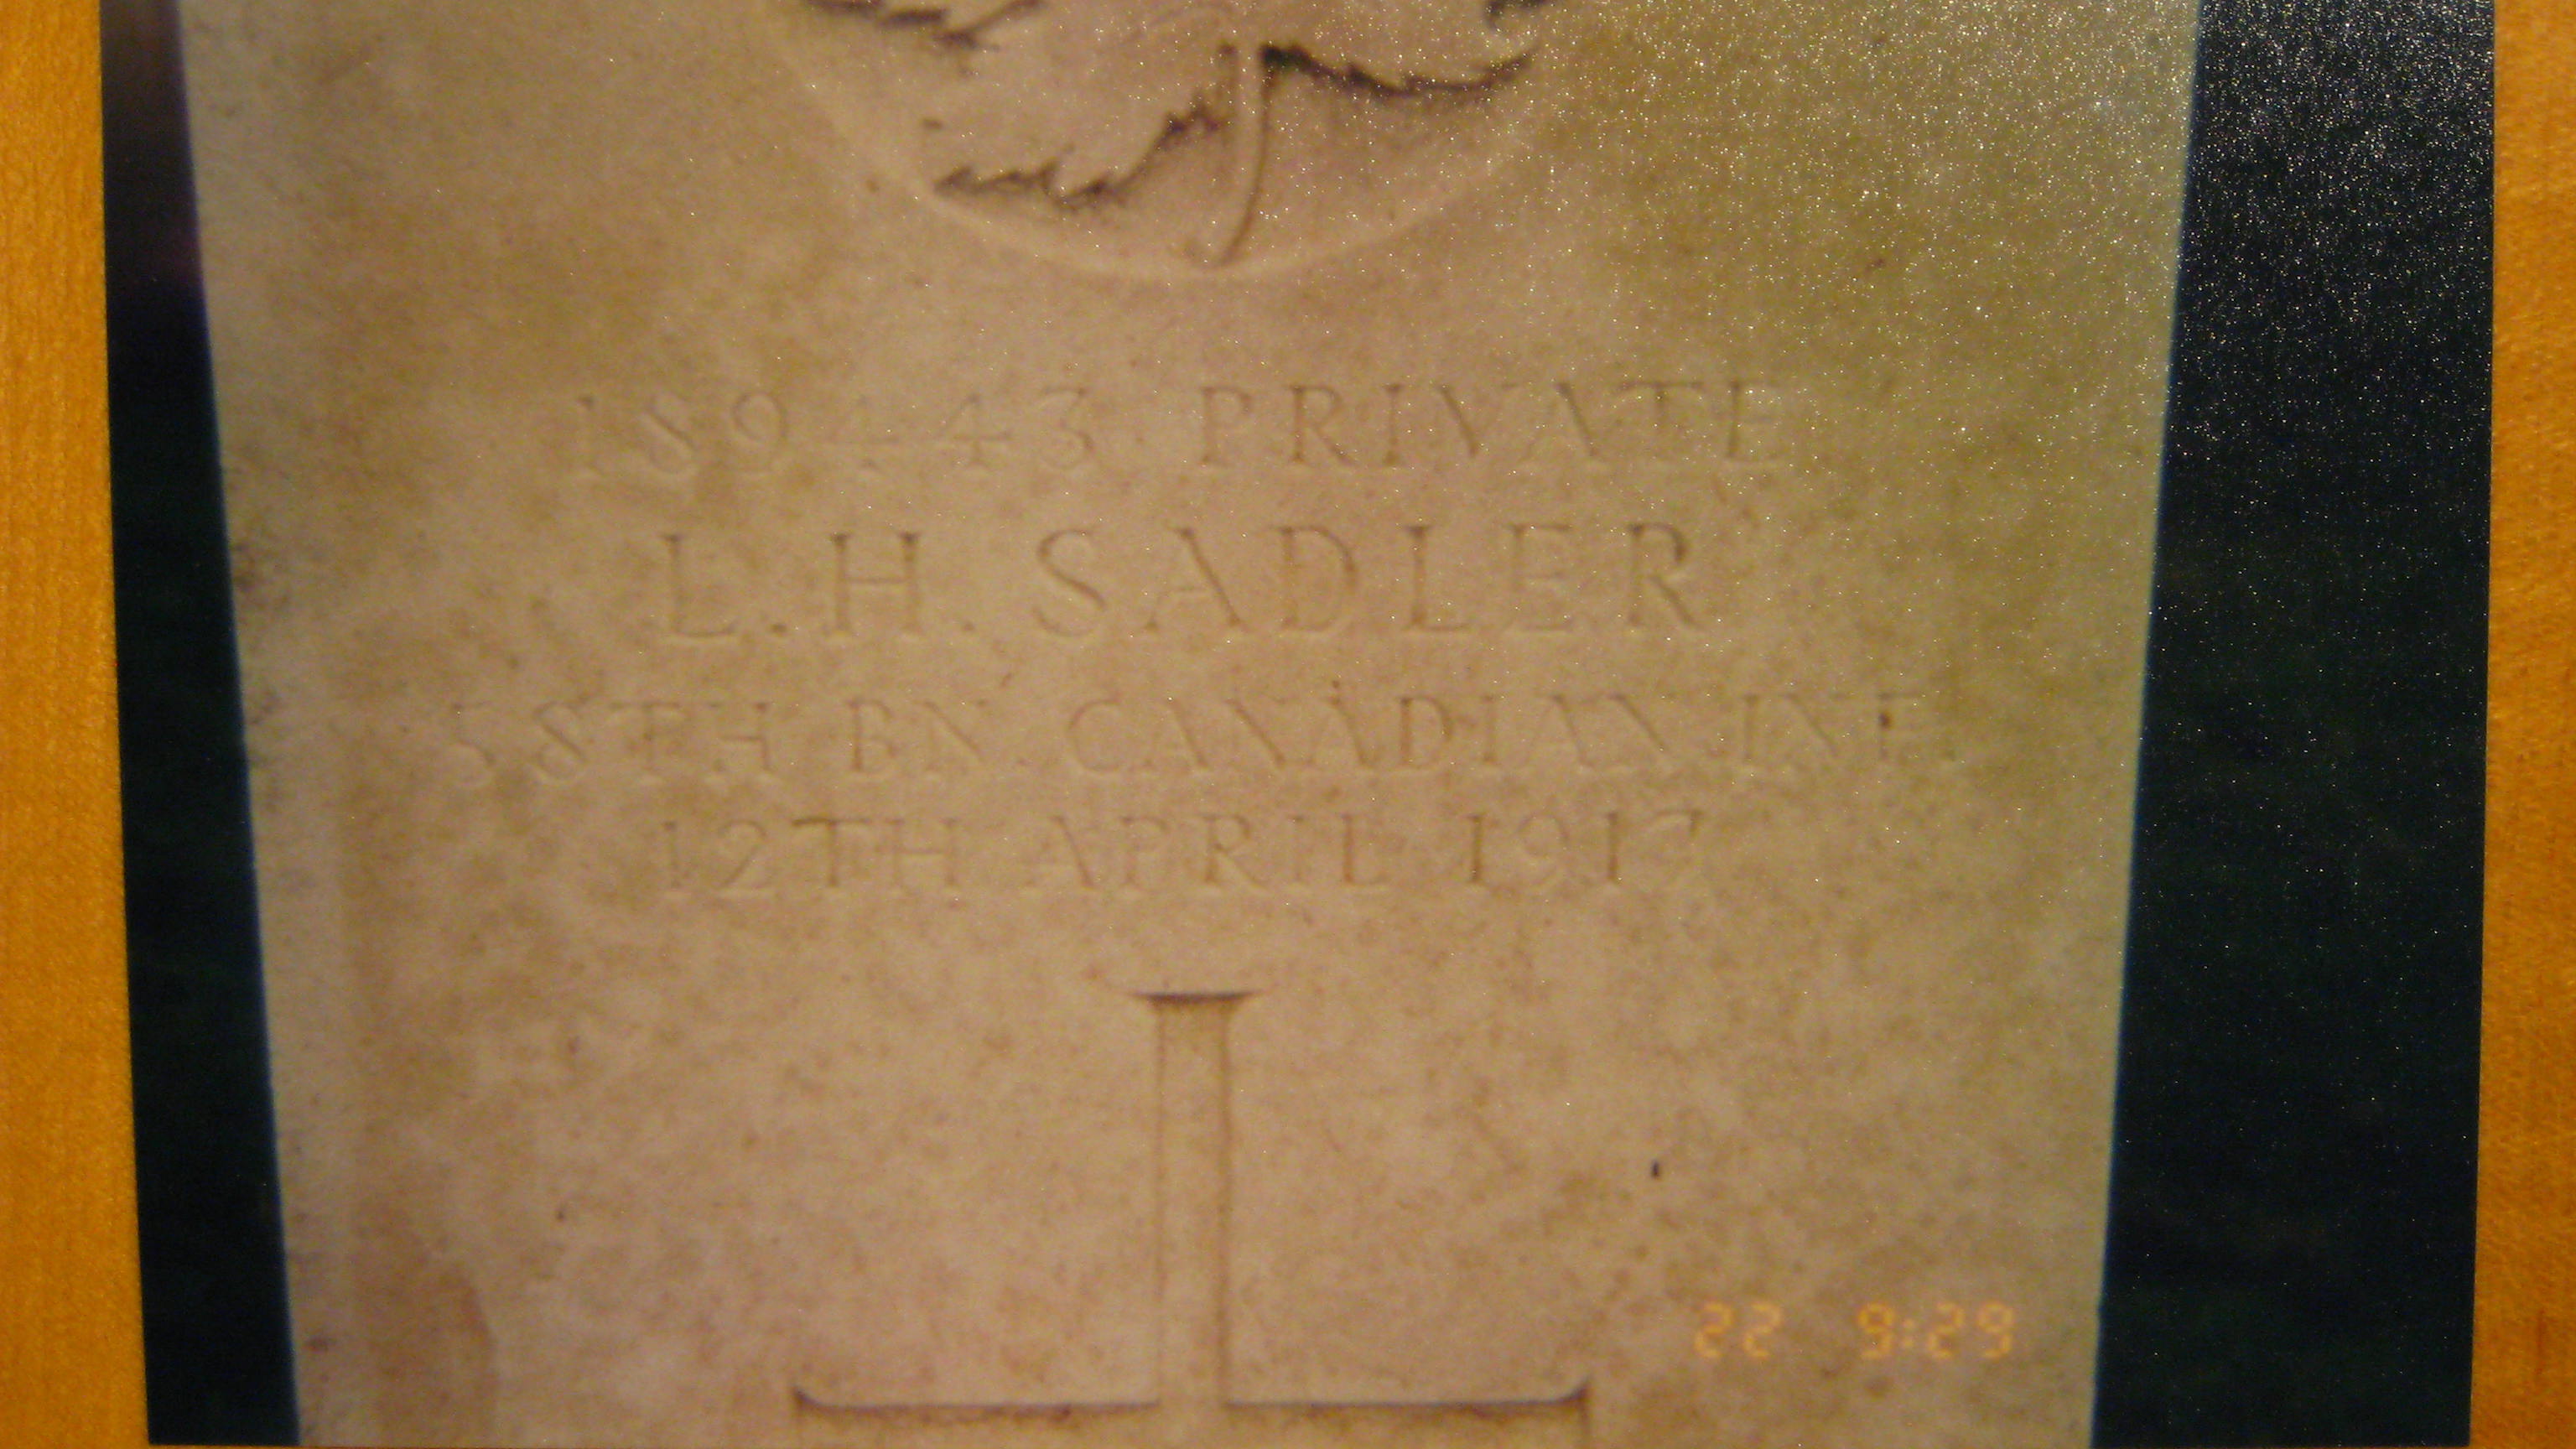 189443 PRIVATE
L.H. SADLER
58TH BN. CANADIAN INF.
12TH APRIL 1917
22 9:29